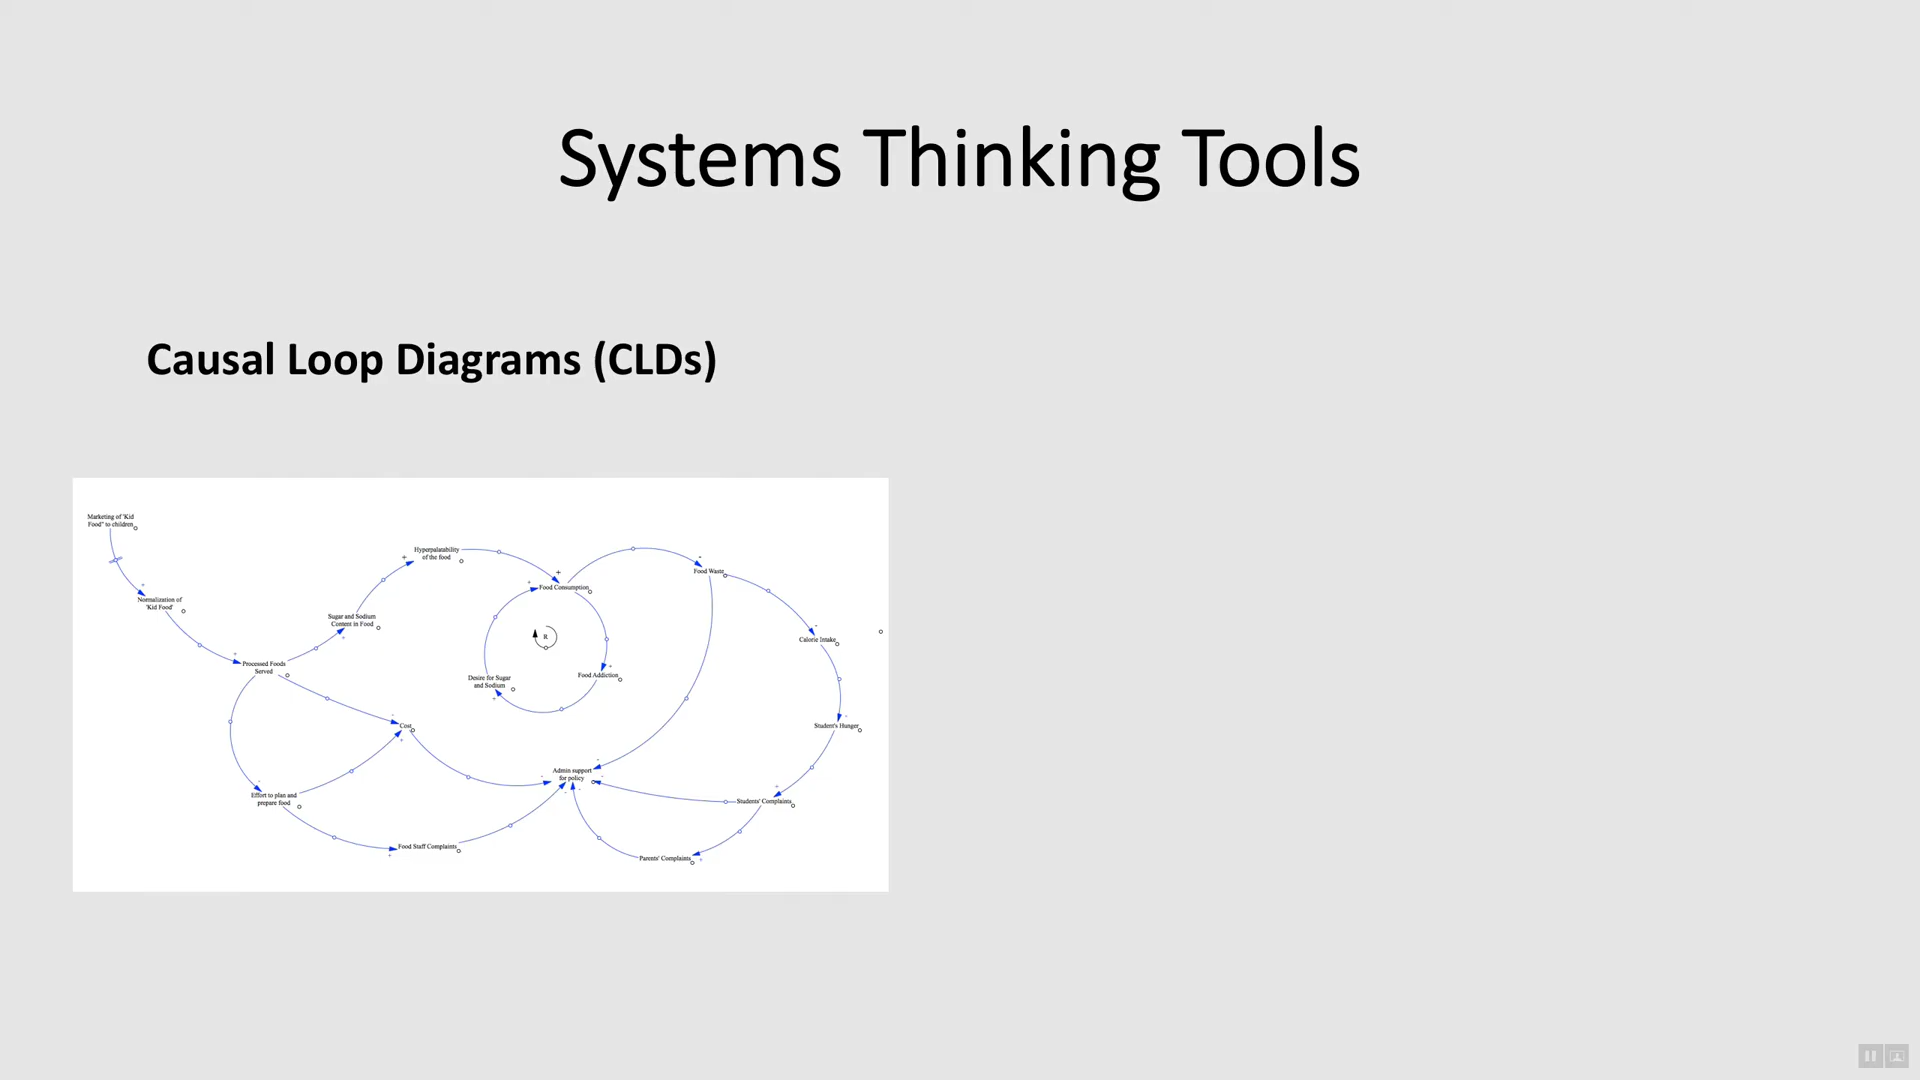 Systems Thinking Tools
Causal Loop Diagrams (CLDs)
Marketing of 'Kid
Food" to children
Normalization of
'Kid Food'
Processed Foods
Served
Sugar and Sodium
Content in Food
Hyperpalatability
of the food
Food Consumption
R
Desire for Sugar
and Sodium
Food Addiction
Food Waste
Calorie Intake
Student's Hunger
Cost
Admin support
for policy
Effort to plan and
prepare food
Students' Complaints
Food Staff Complaints
Parents' Complaints